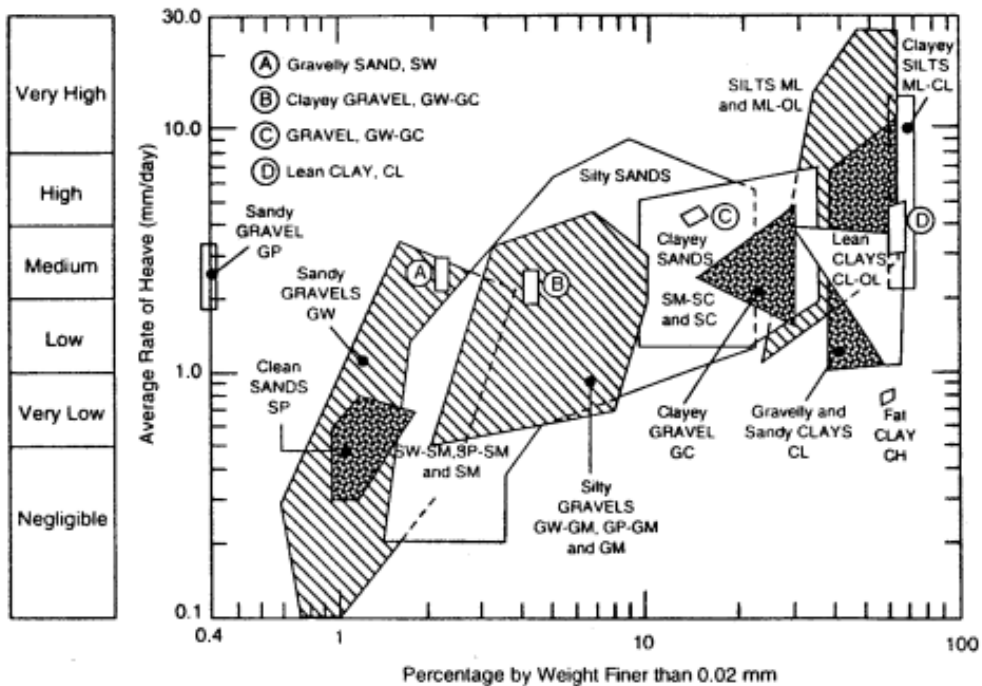 Very High
High
Medium
Low
Very Low
Negligible
Average Rate of Heave (mm/day)
30.0
10.0
1.0
0.1
A Gravelly SAND, SW
B Clayey GRAVEL, GW-GC
C GRAVEL, GW-GC
D Lean CLAY, CL
Sandy
GRAVEL
GP
Sandy
GRAVELS
GW
Clean
SANDS
SP
A
B
SW-SM, SP-SM
and SM
Silty SANDS
Silty
GRAVELS
GW-GM, GP-GM
and GM
C
Clayey
SANDS
SM-SC
and SC
Clayey
GRAVEL
GC
SILTS ML
and ML-OL
Clayey
SILTS
ML-CL
D
Lean
CLAYS
CL-OL
Gravelly and
Sandy CLAYS
CL
Fat
CLAY
CH
0.4
1
10
100
Percentage by Weight Finer than 0.02 mm